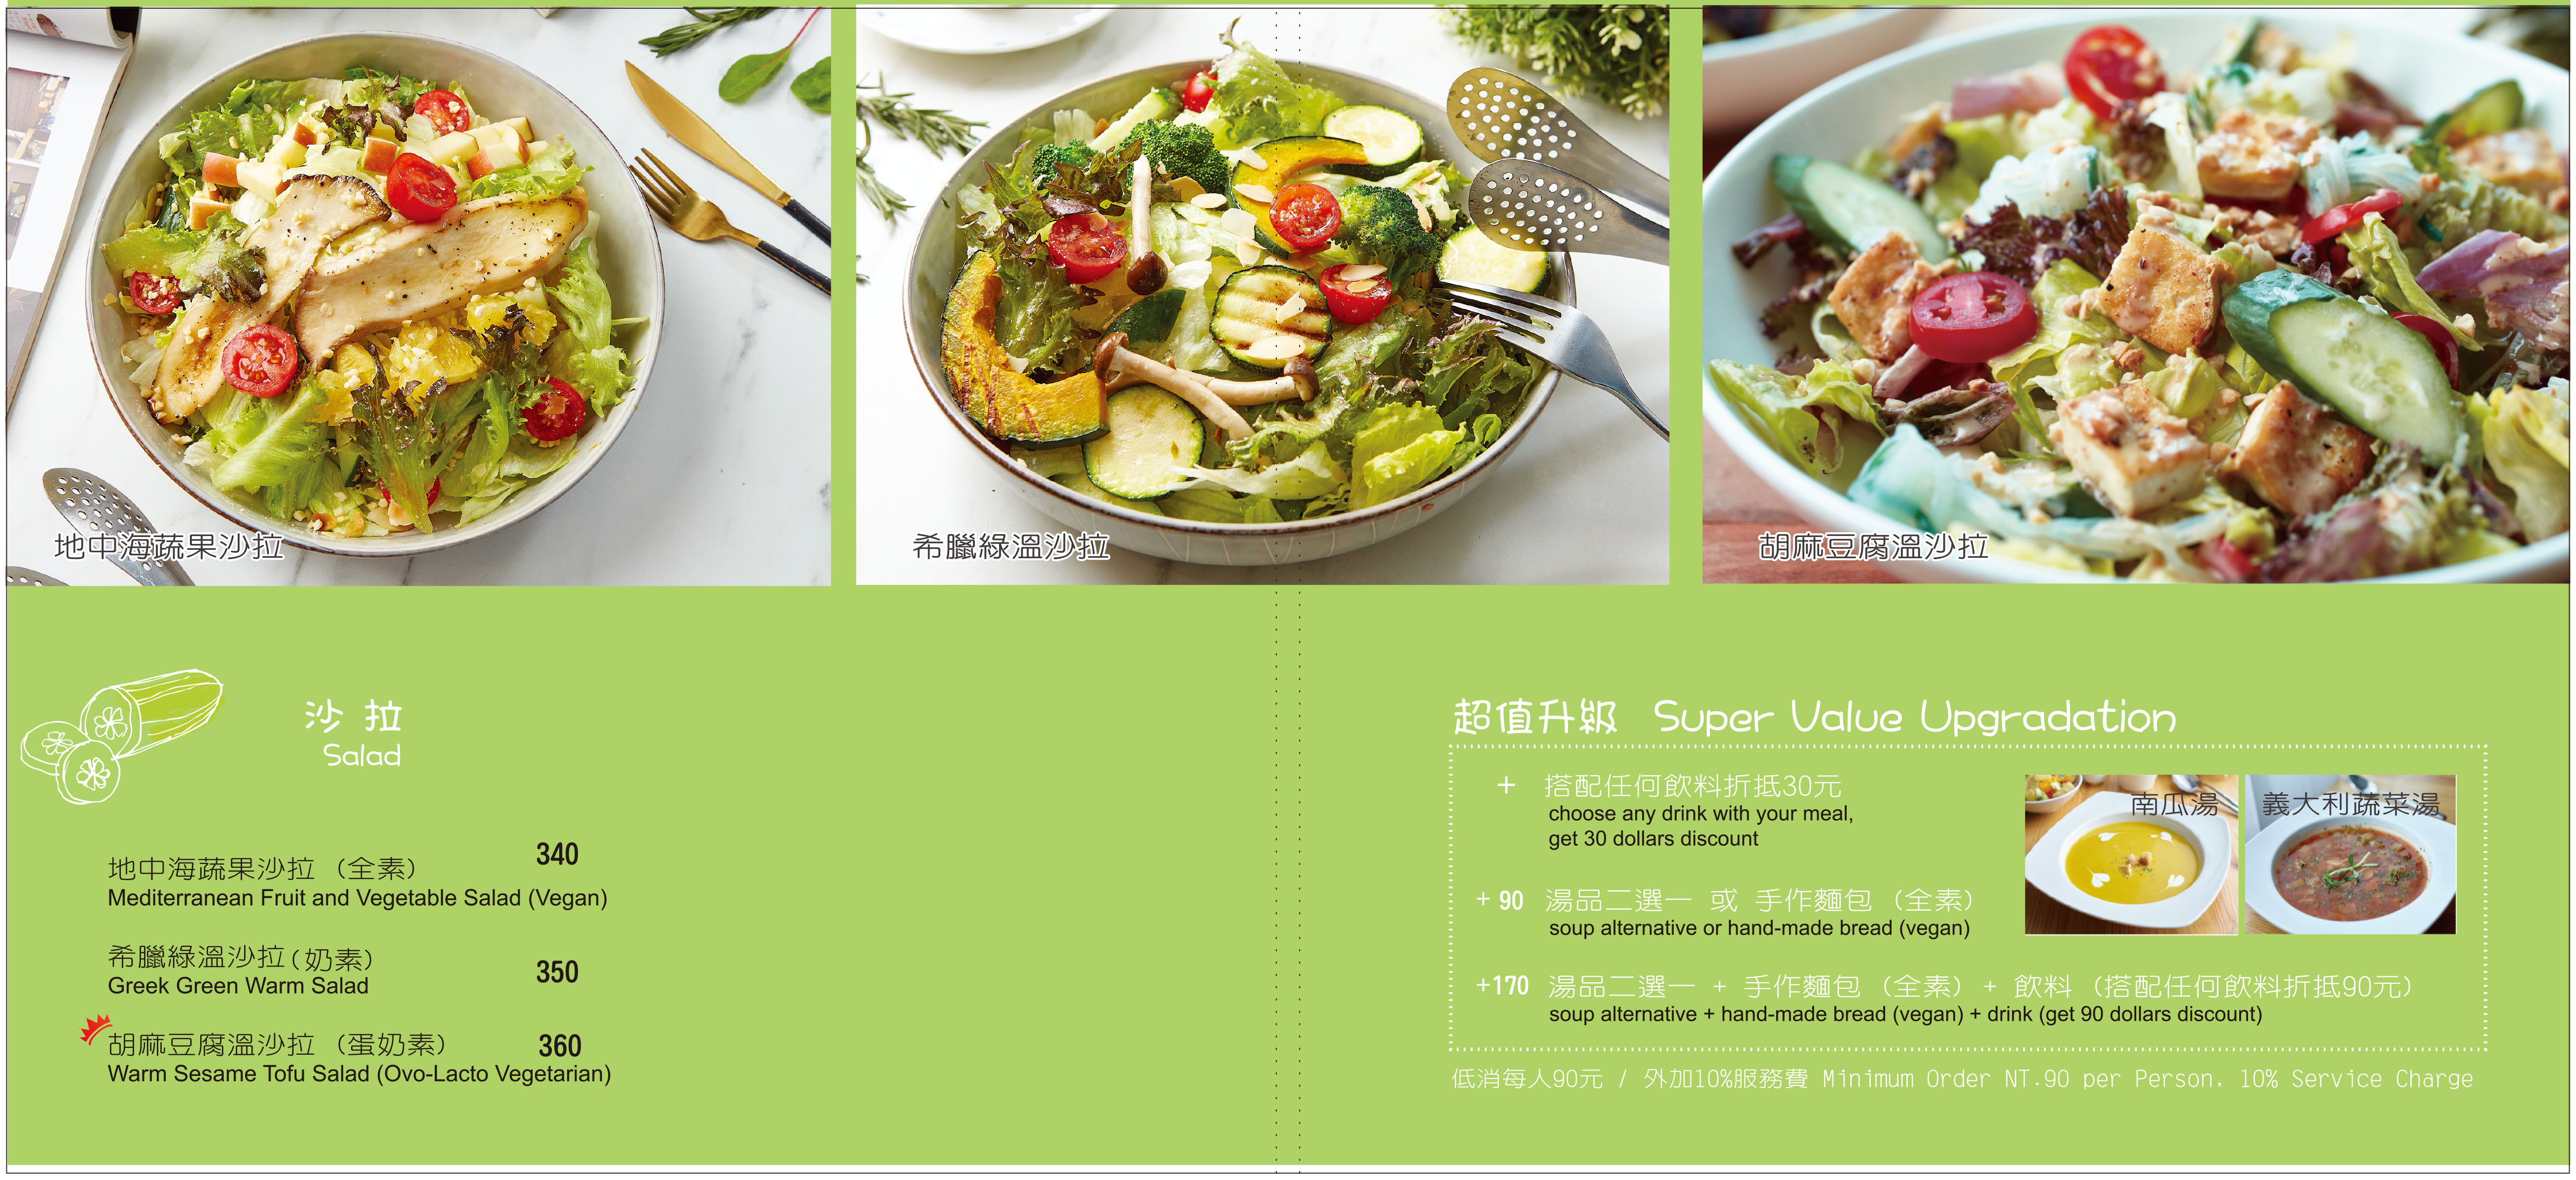 地中海蔬果沙拉
希臘綠溫沙拉
胡麻豆腐溫沙拉
沙 拉
Salad
地中海蔬果沙拉 (全素)
340
Mediterranean Fruit and Vegetable Salad (Vegan)
希臘綠溫沙拉(奶素)
350
Greek Green Warm Salad
胡麻豆腐溫沙拉 (蛋奶素)
360
Warm Sesame Tofu Salad (Ovo-Lacto Vegetarian)
超值升級 Super Value Upgradation
+ 搭配任何飲料折抵30元
choose any drink with your meal,
get 30 dollars discount
南瓜湯
義大利蔬菜湯
+ 90 湯品二選一 或 手作麵包 (全素)
soup alternative or hand-made bread (vegan)
+170 湯品二選一 + 手作麵包 (全素) + 飲料 (搭配任何飲料折抵90元)
soup alternative + hand-made bread (vegan) + drink (get 90 dollars discount)
低消每人90元 / 外加10%服務費 Minimum Order NT.90 per Person, 10% Service Charge